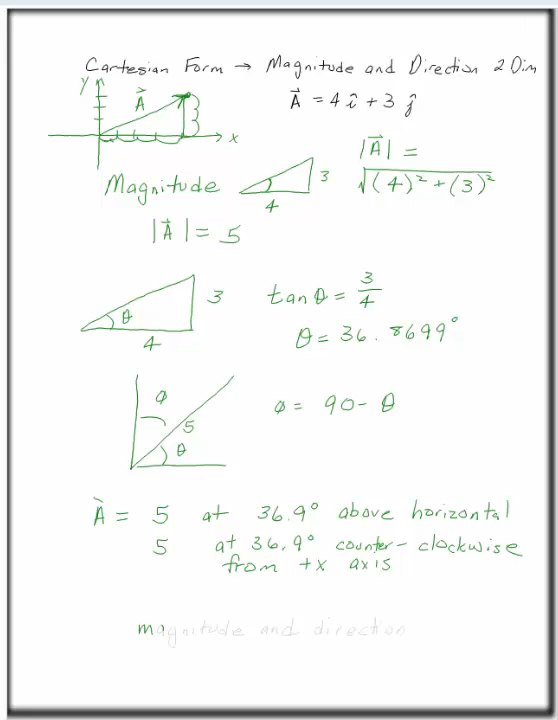 Cartesian Form → Magnitude and Direction 2 Dim
y
A⃗
A⃗ = 4 î + 3 ĵ
x
|A⃗| =
Magnitude
3
√(4)² + (3)²
4
|A⃗| = 5
3
tan θ = 3/4
θ
4
θ = 36.8699°
φ
φ = 90 - θ
5
θ
A⃗ = 5 at 36.9° above horizontal
5 at 36.9° counter-clockwise
from +x axis
magnitude and direction